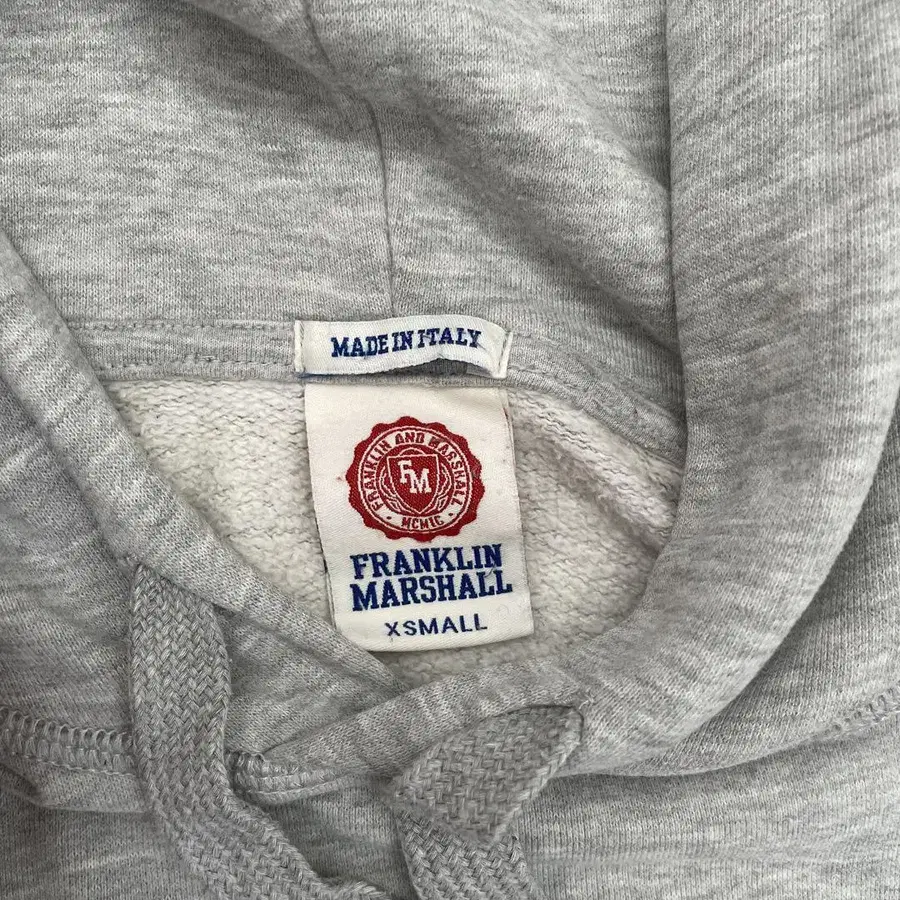 MADE IN ITALY
FRANKLIN AND MARSHALL
FM
MCMIC
FRANKLIN
MARSHALL
XSMALL